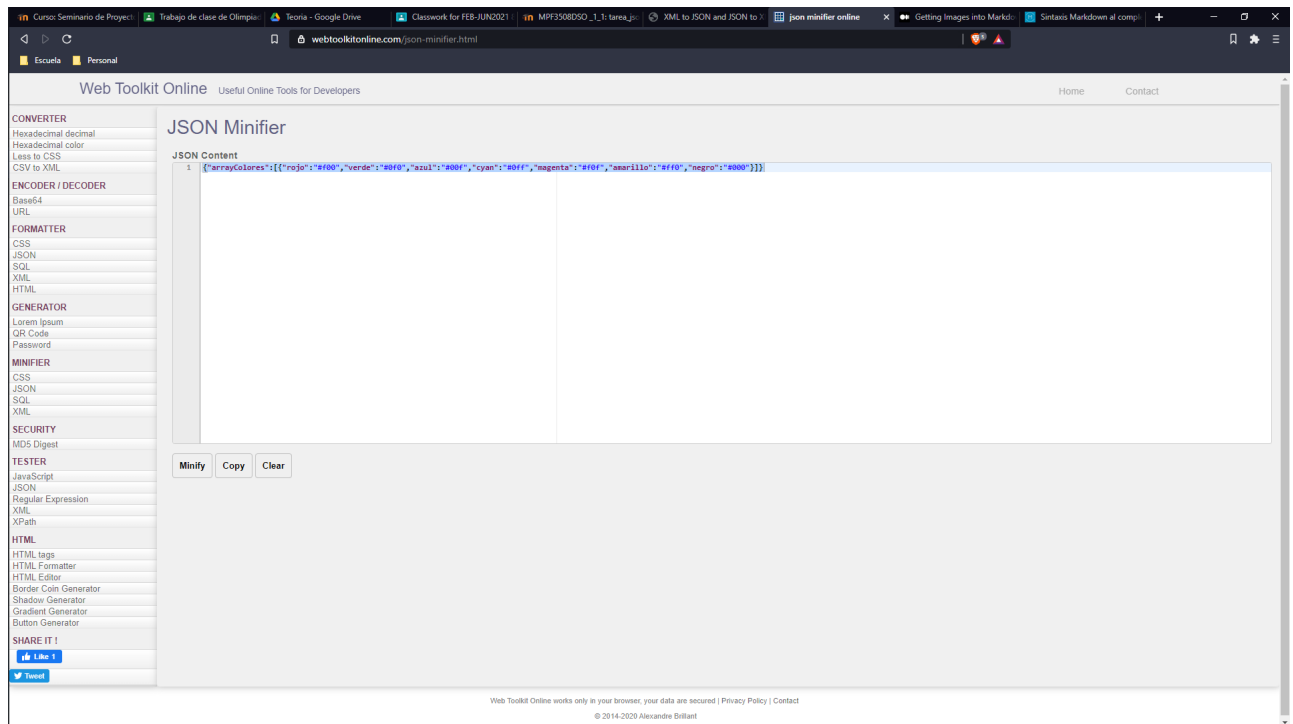 Curso: Seminario de Proyect
Trabajo de clase de Olimpiac
Teoria - Google Drive
Classwork for FEB-JUN2021
MPF3508DSO _1_1: tarea_js
XML to JSON and JSON to X
json minifier online
Getting Images into Markdo
Sintaxis Markdown al compl
webtoolkitonline.com/json-minifier.html
Escuela
Personal
Web Toolkit Online Useful Online Tools for Developers
Home
Contact
CONVERTER
Hexadecimal decimal
Hexadecimal color
Less to CSS
CSV to XML
ENCODER / DECODER
Base64
URL
FORMATTER
CSS
JSON
SQL
XML
HTML
GENERATOR
Lorem Ipsum
QR Code
Password
MINIFIER
CSS
JSON
SQL
XML
SECURITY
MD5 Digest
TESTER
JavaScript
JSON
Regular Expression
XML
XPath
HTML
HTML tags
HTML Formatter
HTML Editor
Border Coin Generator
Shadow Generator
Gradient Generator
Button Generator
SHARE IT !
Like 1
Tweet
JSON Minifier
JSON Content
1 {"arrayColores":[{"rojo":"#f00","verde":"#0f0","azul":"#00f","cyan":"#0ff","magenta":"#f0f","amarillo":"#ff0","negro":"#000"}]}
Minify
Copy
Clear
Web Toolkit Online works only in your browser, your data are secured | Privacy Policy | Contact
© 2014-2020 Alexandre Brillant